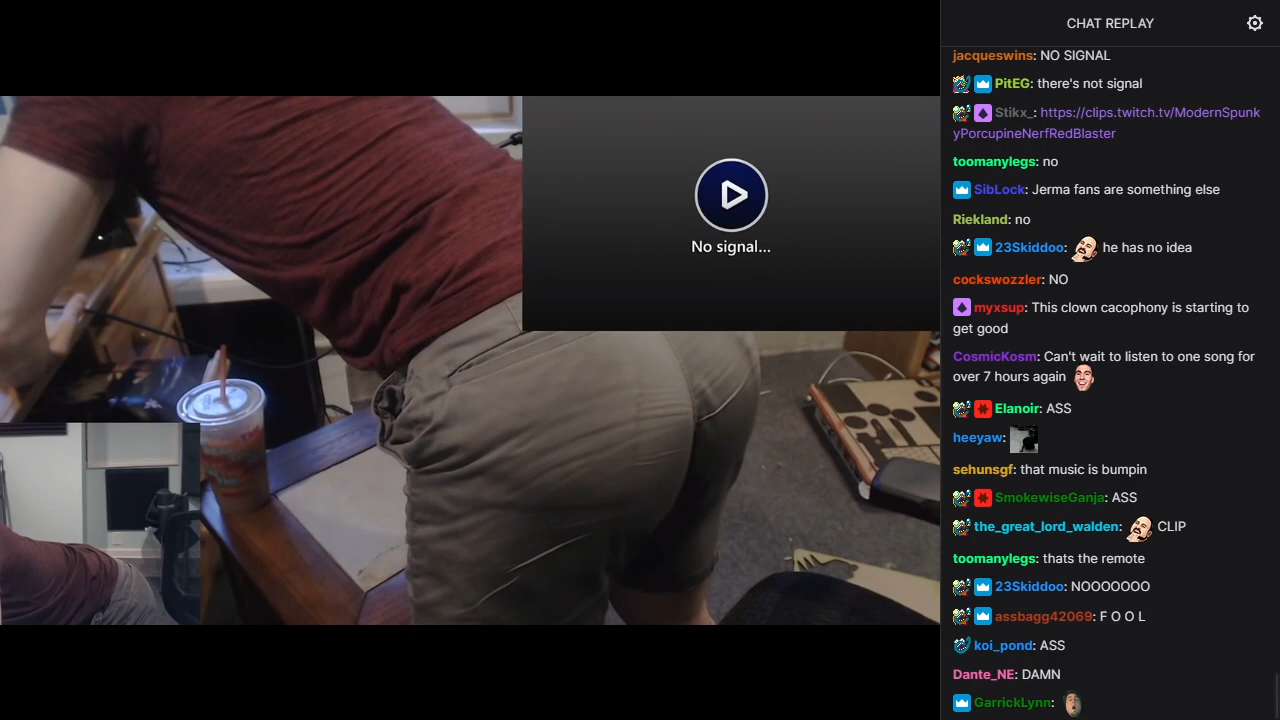 CHAT REPLAY
No signal...
jacqueswins: NO SIGNAL
PitEG: there's not signal
Stikx_: https://clips.twitch.tv/ModernSpunk
yPorcupineNerfRedBlaster
toomanylegs: no
SibLock: Jerma fans are something else
Riekland: no
23Skiddoo: he has no idea
cockswozzler: NO
myxsup: This clown cacophony is starting to
get good
CosmicKosm: Can't wait to listen to one song for
over 7 hours again
Elanoir: ASS
heeyaw:
sehunsgf: that music is bumpin
SmokewiseGanja: ASS
the_great_lord_walden: CLIP
toomanylegs: thats the remote
23Skiddoo: NOOOOOOO
assbagg42069: F O O L
koi_pond: ASS
Dante_NE: DAMN
GarrickLynn: